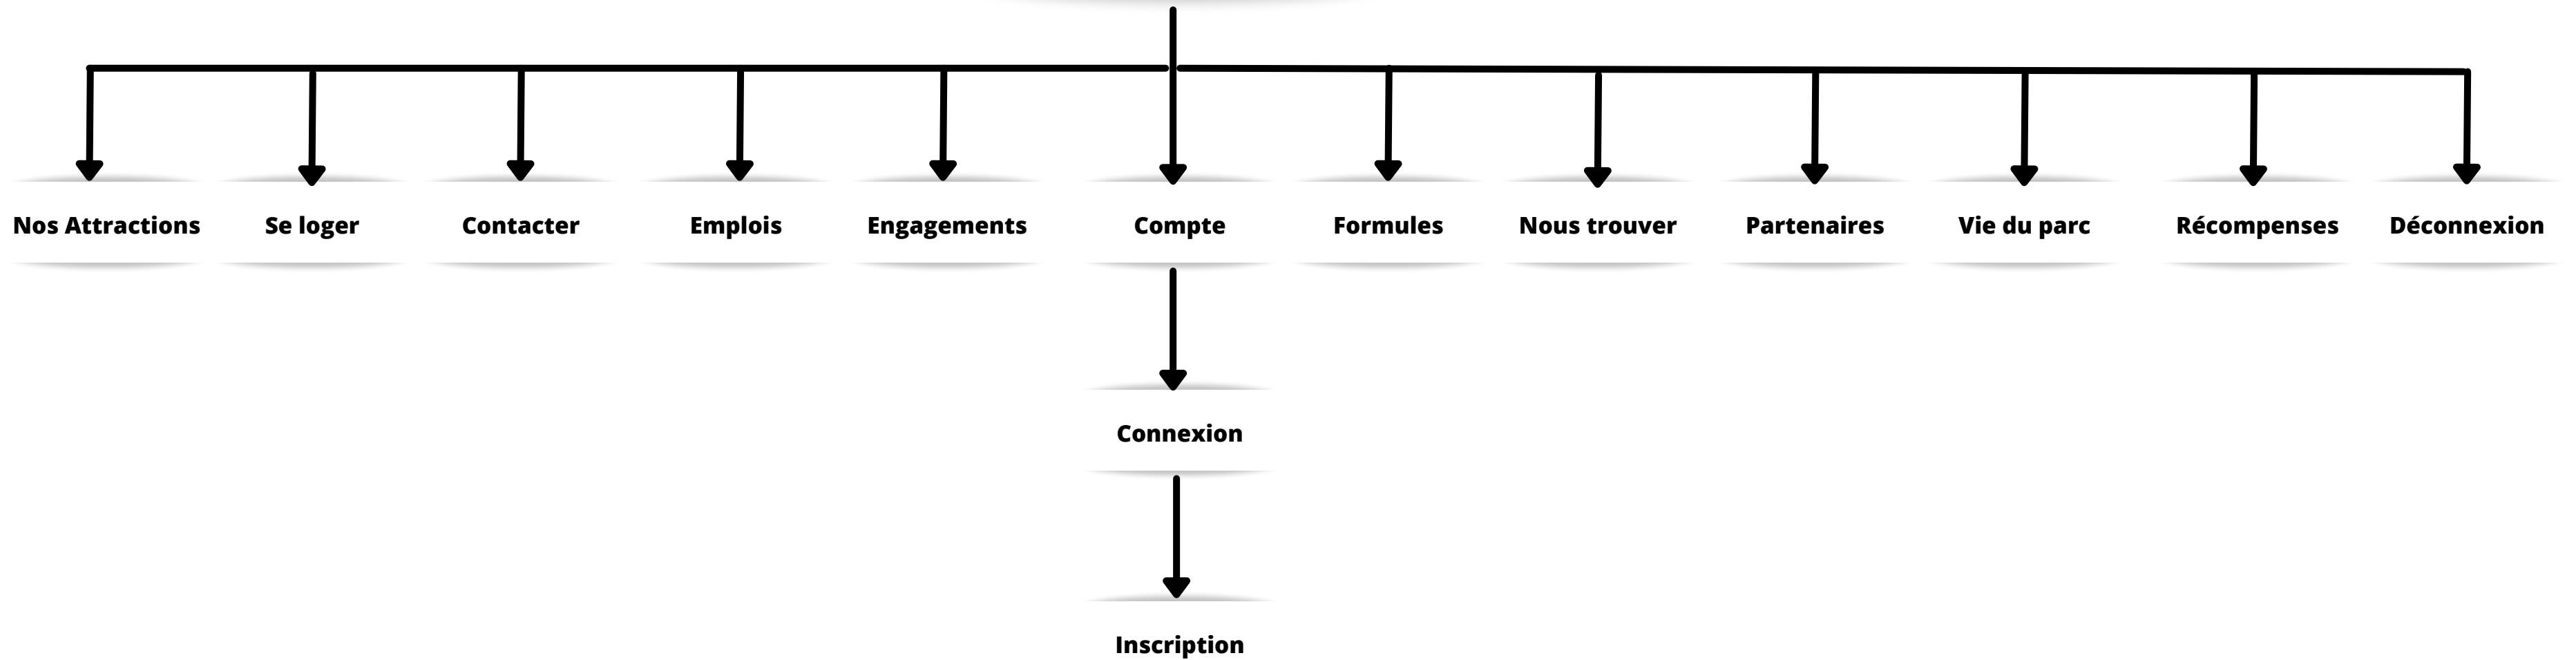 Nos Attractions
Se loger
Contacter
Emplois
Engagements
Compte
Formules
Nous trouver
Partenaires
Vie du parc
Récompenses
Déconnexion
Connexion
Inscription